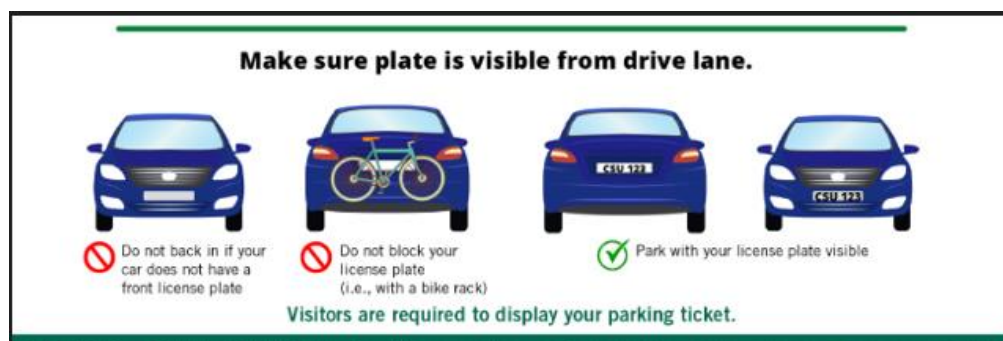 Make sure plate is visible from drive lane.
CSU 123
CSU 123
Do not back in if your
car does not have a
front license plate
Do not block your
license plate
(i.e., with a bike rack)
Park with your license plate visible
Visitors are required to display your parking ticket.